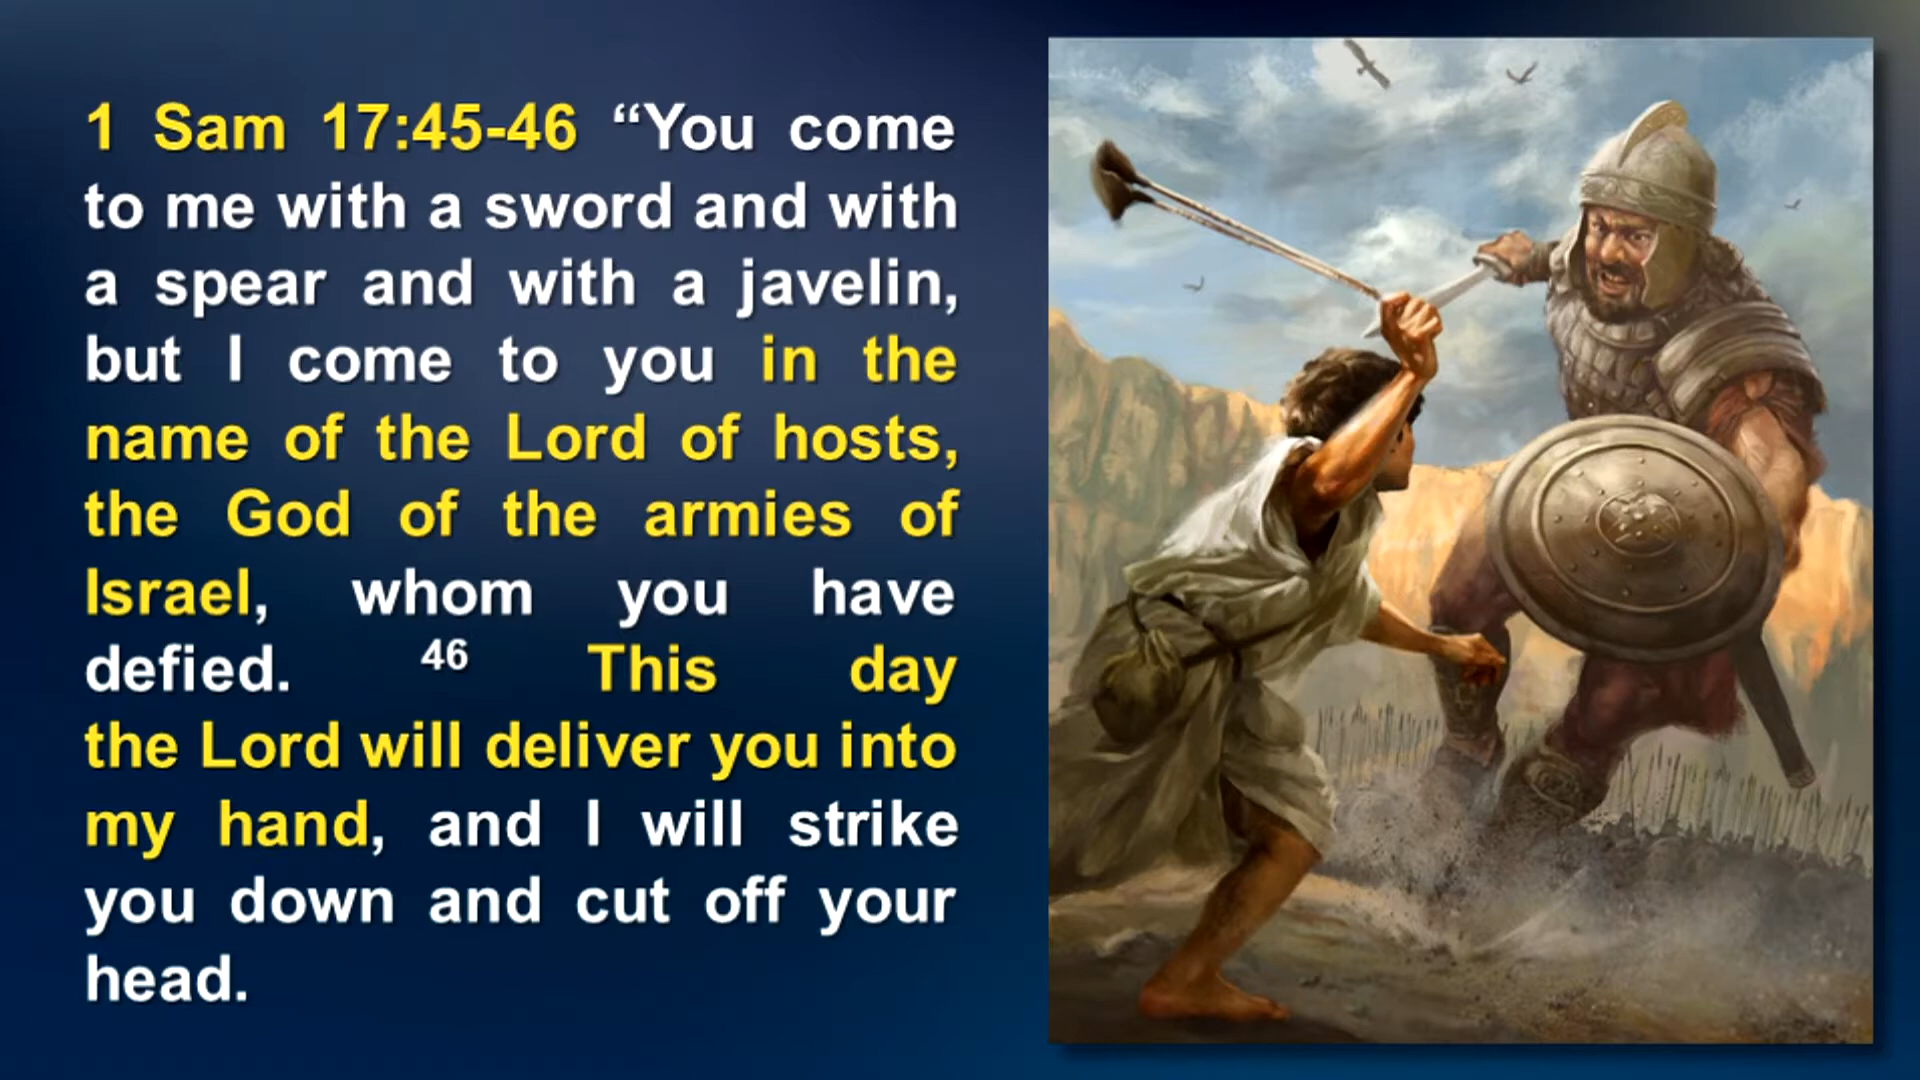 1 Sam 17:45-46 “You come
to me with a sword and with
a spear and with a javelin,
but I come to you in the
name of the Lord of hosts,
the God of the armies of
Israel, whom you have
defied. 46 This day
the Lord will deliver you into
my hand, and I will strike
you down and cut off your
head.